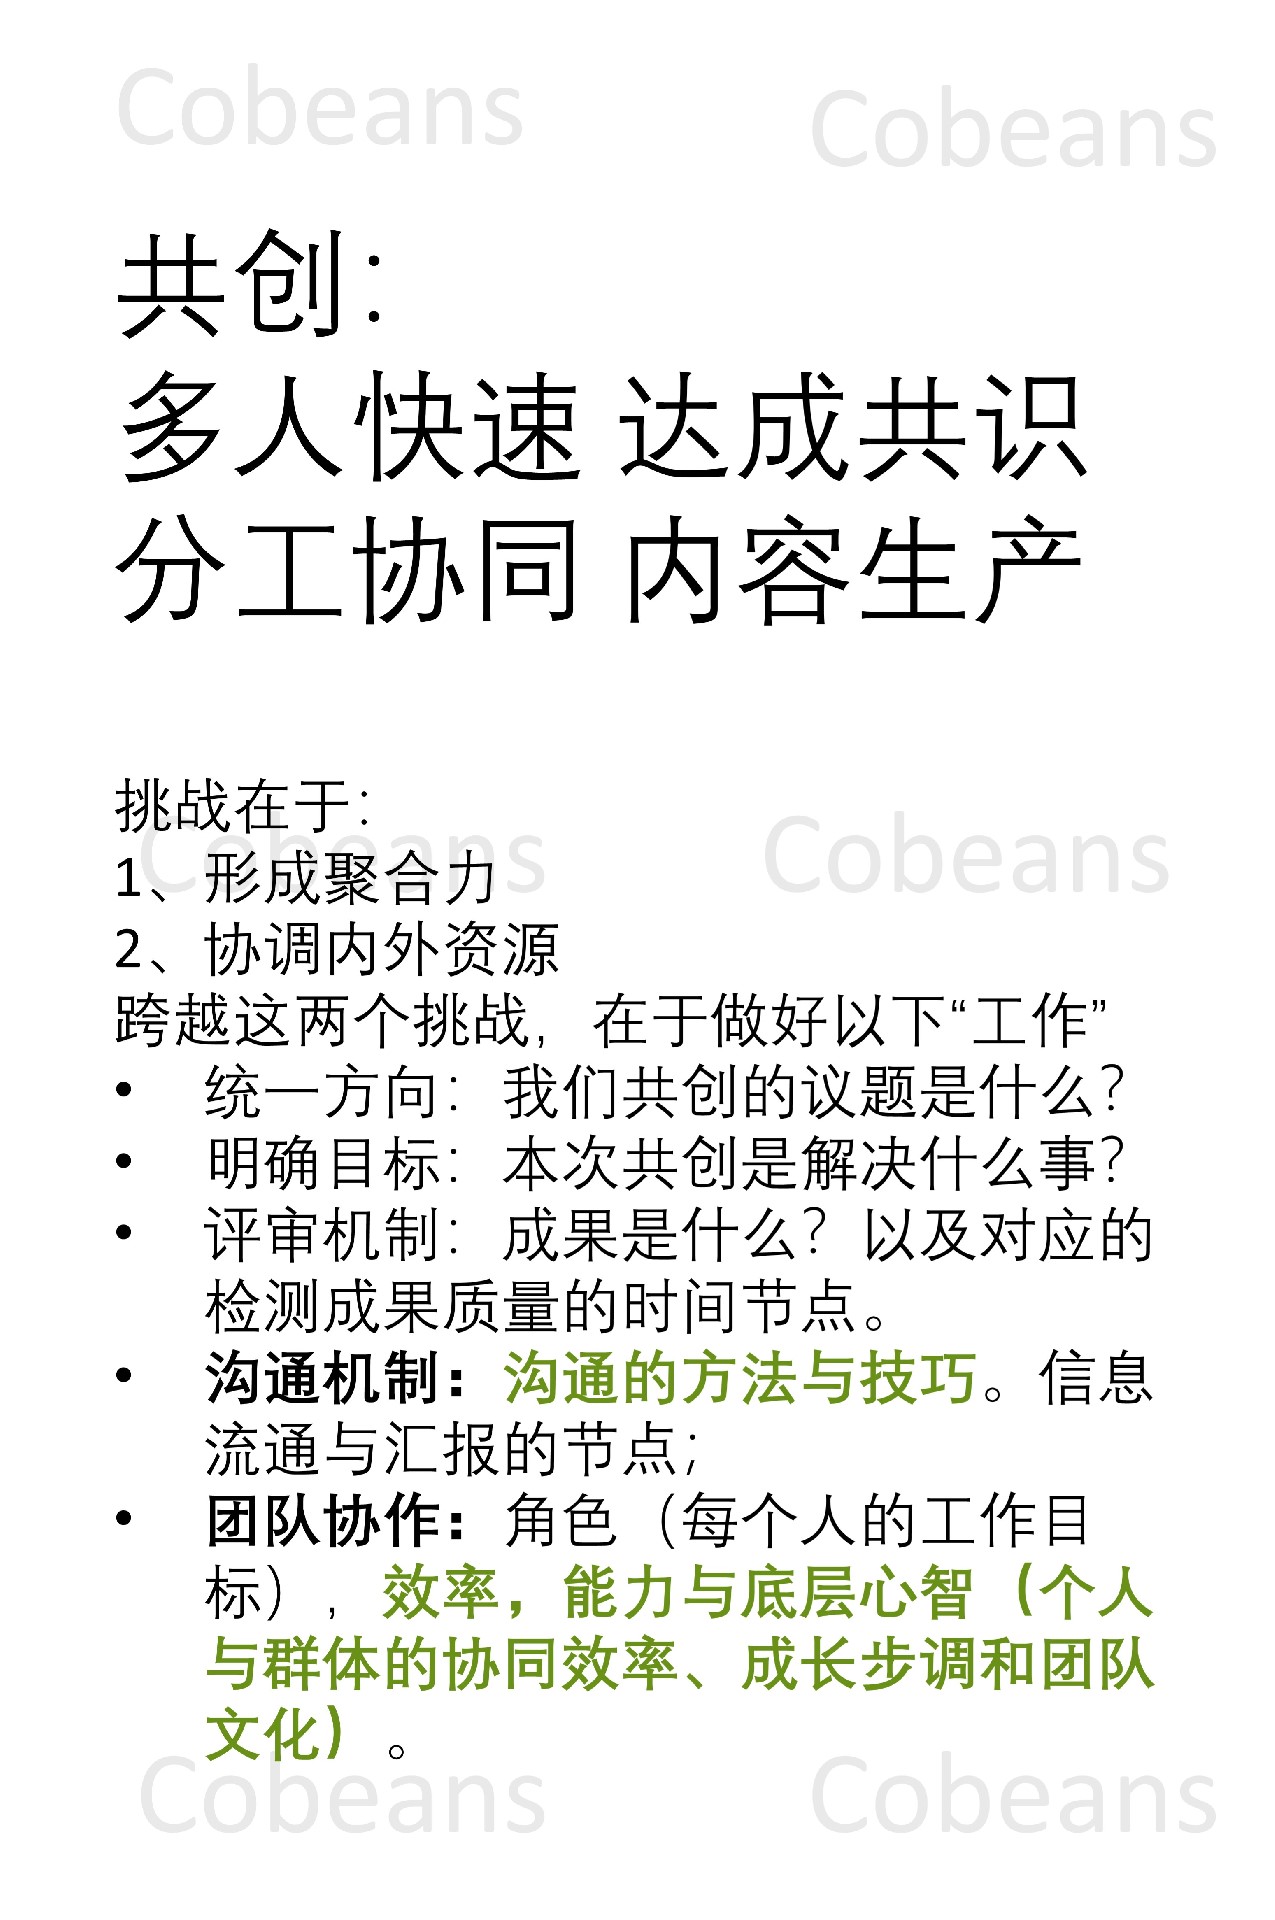 Cobeans
Cobeans
共创：
多人快速 达成共识
分工协同 内容生产
挑战在于：
Cobeans
Cobeans
1、形成聚合力
2、协调内外资源
跨越这两个挑战，在于做好以下“工作”
• 统一方向：我们共创的议题是什么？
• 明确目标：本次共创是解决什么事？
• 评审机制：成果是什么？以及对应的
检测成果质量的时间节点。
• 沟通机制：沟通的方法与技巧。信息
流通与汇报的节点；
• 团队协作：角色（每个人的工作目
标），效率，能力与底层心智（个人
与群体的协同效率、成长步调和团队
文化）。
Cobeans
Cobeans